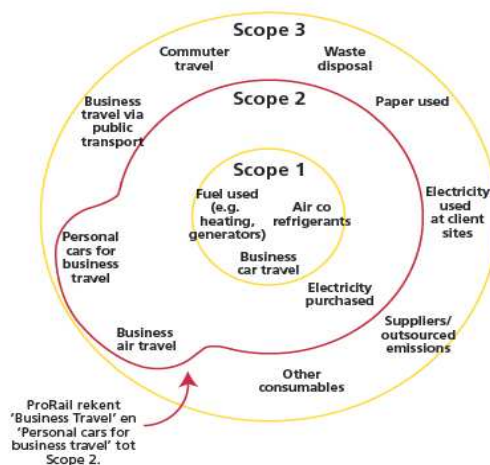 Scope 3
Commuter
travel
Waste
disposal
Business
travel via
public
transport
Scope 2
Paper used
Scope 1
Fuel used
(e.g.
heating,
generators)
Air co
refrigerants
Electricity
used
at client
sites
Personal
cars for
business
travel
Business
car travel
Electricity
purchased
Business
air travel
Suppliers/
outsourced
emissions
Other
consumables
ProRail rekent
'Business Travel' en
'Personal cars for
business travel' tot
Scope 2.